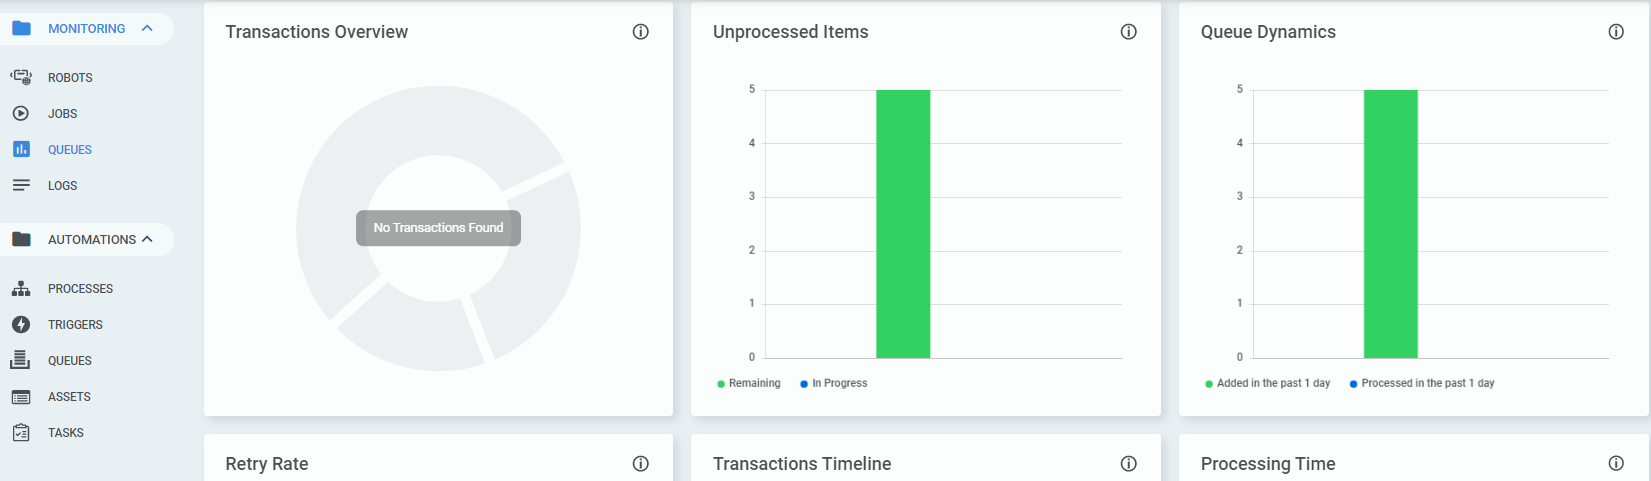 MONITORING
ROBOTS
JOBS
QUEUES
LOGS
AUTOMATIONS
PROCESSES
TRIGGERS
QUEUES
ASSETS
TASKS
Transactions Overview
No Transactions Found
Unprocessed Items
5
4
3
2
1
0
Remaining In Progress
Queue Dynamics
5
4
3
2
1
0
Added in the past 1 day Processed in the past 1 day
Retry Rate
Transactions Timeline
Processing Time